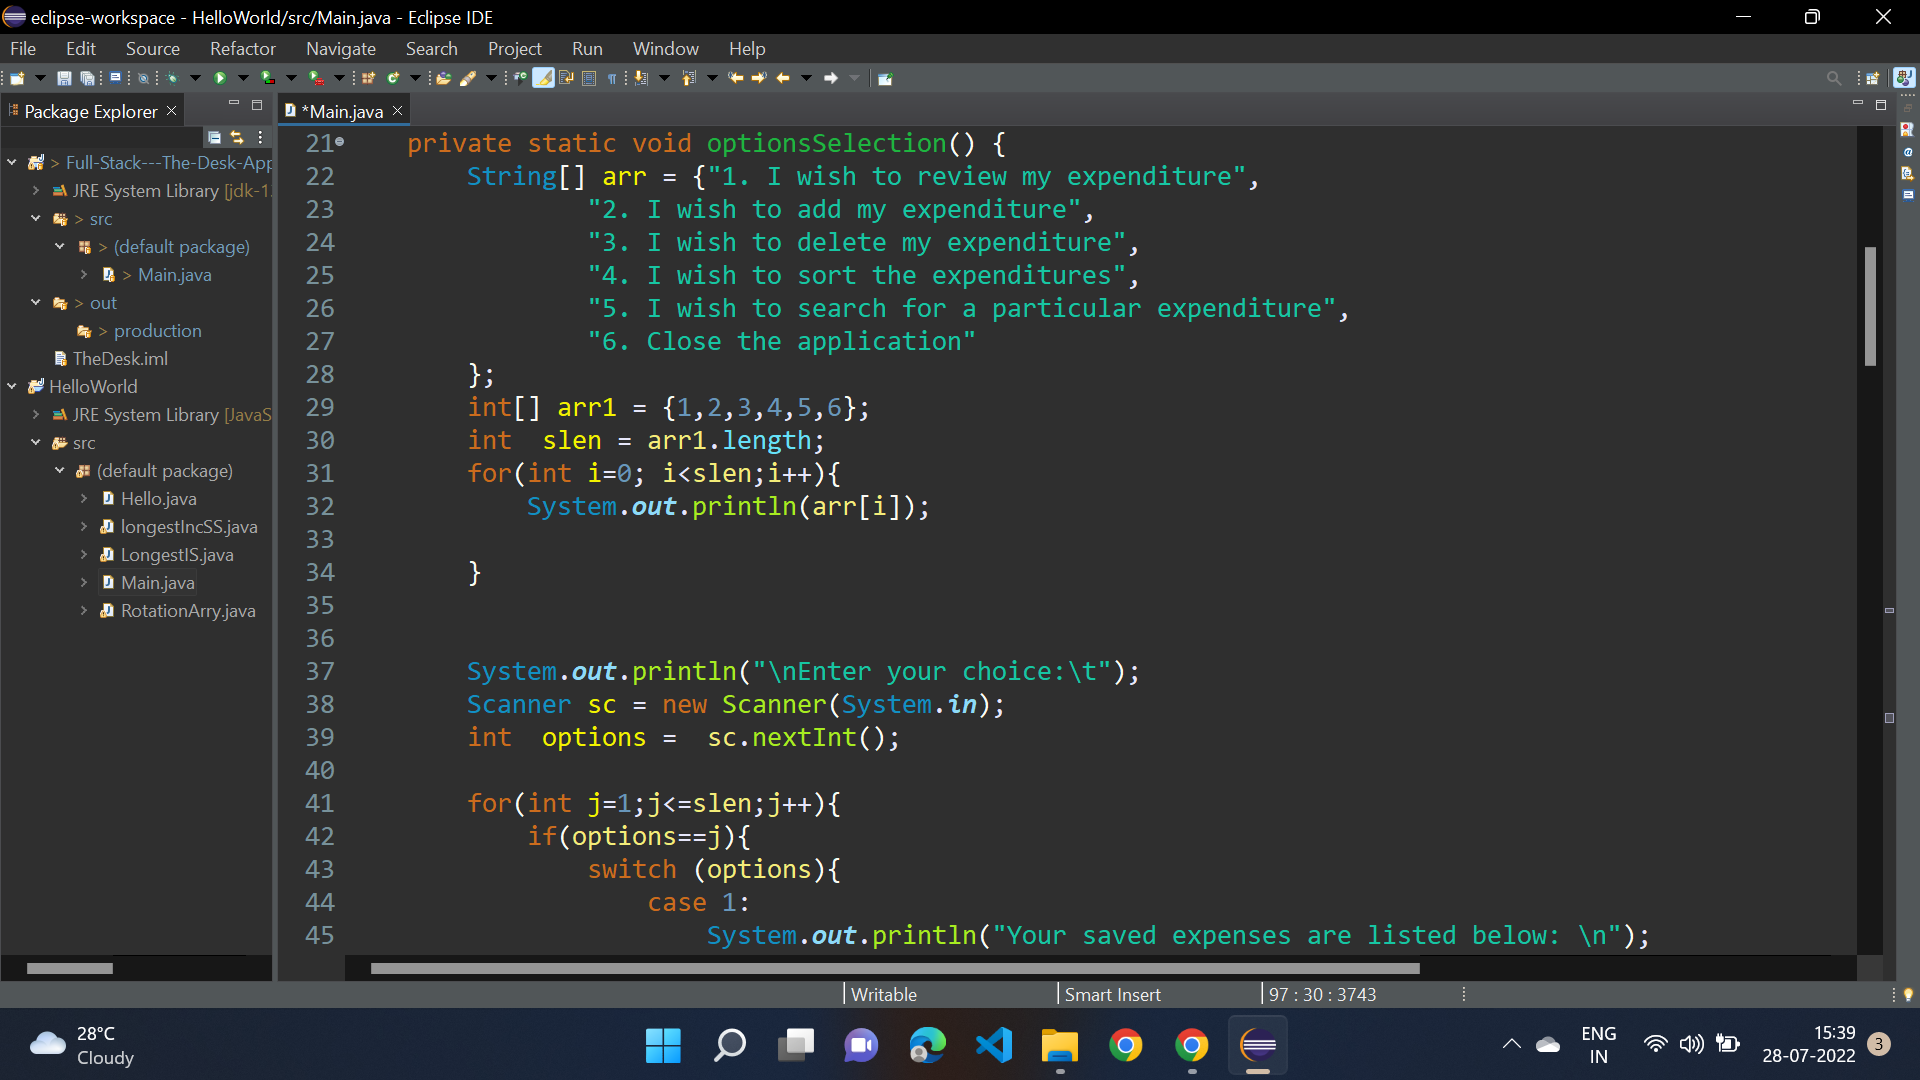 eclipse-workspace - HelloWorld/src/Main.java - Eclipse IDE
File Edit Source Refactor Navigate Search Project Run Window Help
Package Explorer
*Main.java
> Full-Stack---The-Desk-App
JRE System Library [jdk-1
> src
> (default package)
> Main.java
> out
> production
TheDesk.iml
HelloWorld
JRE System Library [JavaS
src
(default package)
Hello.java
longestIncSS.java
LongestIS.java
Main.java
RotationArry.java
21 private static void optionsSelection() {
22 String[] arr = {"1. I wish to review my expenditure",
23 "2. I wish to add my expenditure",
24 "3. I wish to delete my expenditure",
25 "4. I wish to sort the expenditures",
26 "5. I wish to search for a particular expenditure",
27 "6. Close the application"
28 };
29 int[] arr1 = {1,2,3,4,5,6};
30 int  slen = arr1.length;
31 for(int i=0; i<slen;i++){
32 System.out.println(arr[i]);
33
34 }
35
36
37 System.out.println("\nEnter your choice:\t");
38 Scanner sc = new Scanner(System.in);
39 int  options =  sc.nextInt();
40
41 for(int j=1;j<=slen;j++){
42 if(options==j){
43 switch (options){
44 case 1:
45 System.out.println("Your saved expenses are listed below: \n");
Writable Smart Insert 97 : 30 : 3743
28°C
Cloudy
ENG
IN
15:39
28-07-2022
3